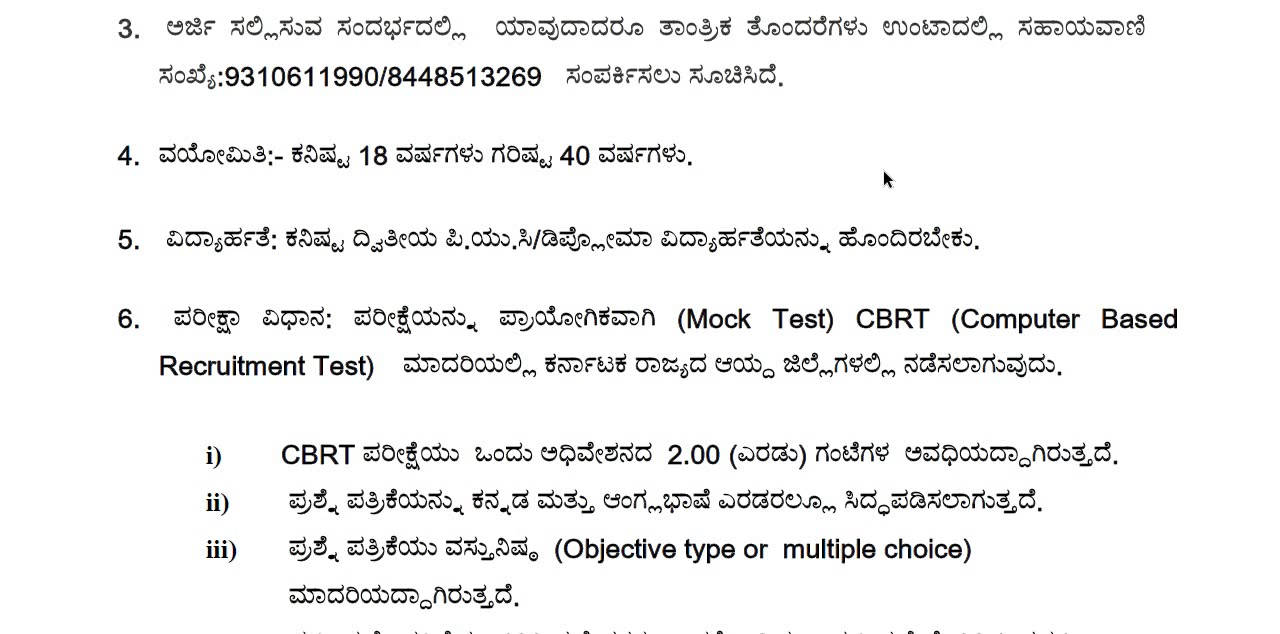 3. ಅರ್ಜಿ ಸಲ್ಲಿಸುವ ಸಂದರ್ಭದಲ್ಲಿ ಯಾವುದಾದರೂ ತಾಂತ್ರಿಕ ತೊಂದರೆಗಳು ಉಂಟಾದಲ್ಲಿ ಸಹಾಯವಾಣಿ
ಸಂಖ್ಯೆ:9310611990/8448513269 ಸಂಪರ್ಕಿಸಲು ಸೂಚಿಸಿದೆ.
4. ವಯೋಮಿತಿ:- ಕನಿಷ್ಟ 18 ವರ್ಷಗಳು ಗರಿಷ್ಟ 40 ವರ್ಷಗಳು.
5. ವಿದ್ಯಾರ್ಹತೆ: ಕನಿಷ್ಟ ದ್ವಿತೀಯ ಪಿ.ಯು.ಸಿ/ಡಿಪ್ಲೋಮಾ ವಿದ್ಯಾರ್ಹತೆಯನ್ನು ಹೊಂದಿರಬೇಕು.
6. ಪರೀಕ್ಷಾ ವಿಧಾನ: ಪರೀಕ್ಷೆಯನ್ನು ಪ್ರಾಯೋಗಿಕವಾಗಿ (Mock Test) CBRT (Computer Based
Recruitment Test) ಮಾದರಿಯಲ್ಲಿ ಕರ್ನಾಟಕ ರಾಜ್ಯದ ಆಯ್ದ ಜಿಲ್ಲೆಗಳಲ್ಲಿ ನಡೆಸಲಾಗುವುದು.
i) CBRT ಪರೀಕ್ಷೆಯು ಒಂದು ಅಧಿವೇಶನದ 2.00 (ಎರಡು) ಗಂಟೆಗಳ ಅವಧಿಯದ್ದಾಗಿರುತ್ತದೆ.
ii) ಪ್ರಶ್ನೆ ಪತ್ರಿಕೆಯನ್ನು ಕನ್ನಡ ಮತ್ತು ಆಂಗ್ಲಭಾಷೆ ಎರಡರಲ್ಲೂ ಸಿದ್ಧಪಡಿಸಲಾಗುತ್ತದೆ.
iii) ಪ್ರಶ್ನೆ ಪತ್ರಿಕೆಯು ವಸ್ತುನಿಷ್ಠ (Objective type or multiple choice)
ಮಾದರಿಯದ್ದಾಗಿರುತ್ತದೆ.